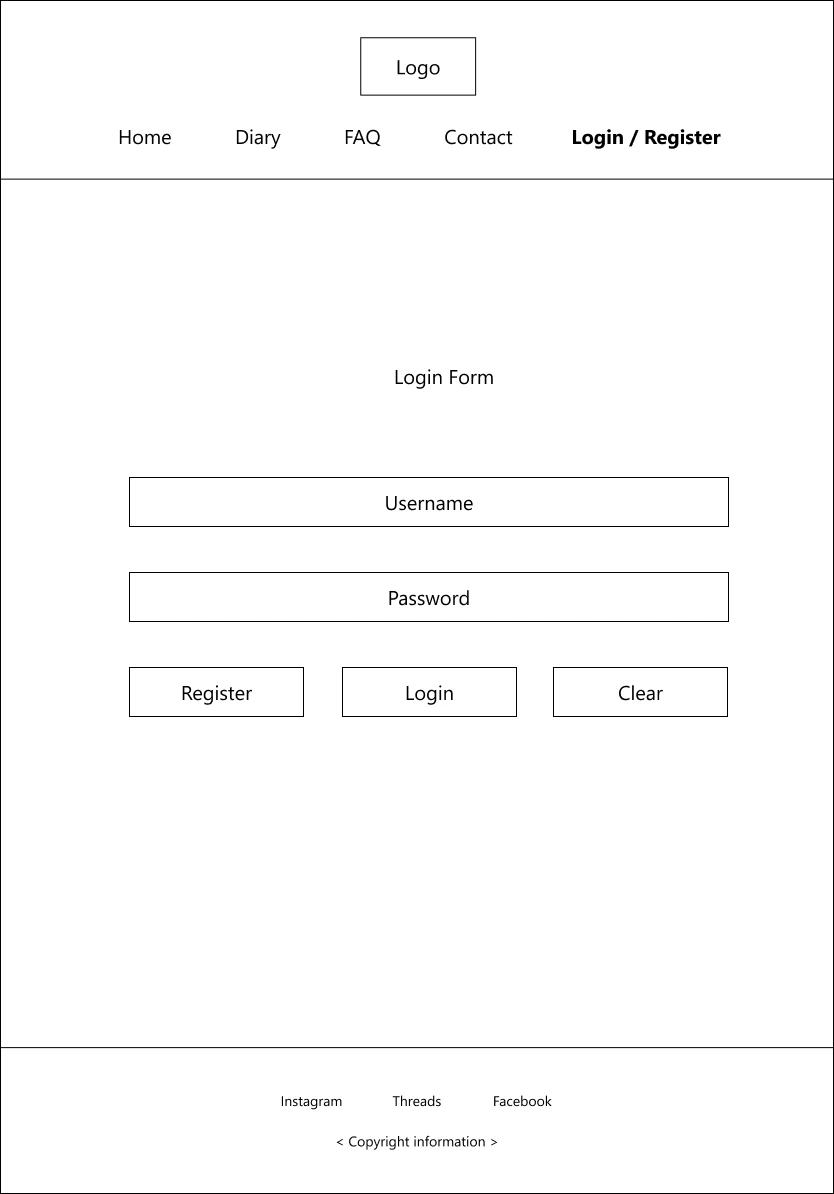 Logo
Home Diary FAQ Contact Login / Register
Login Form
Username
Password
Register Login Clear
Instagram Threads Facebook
< Copyright information >